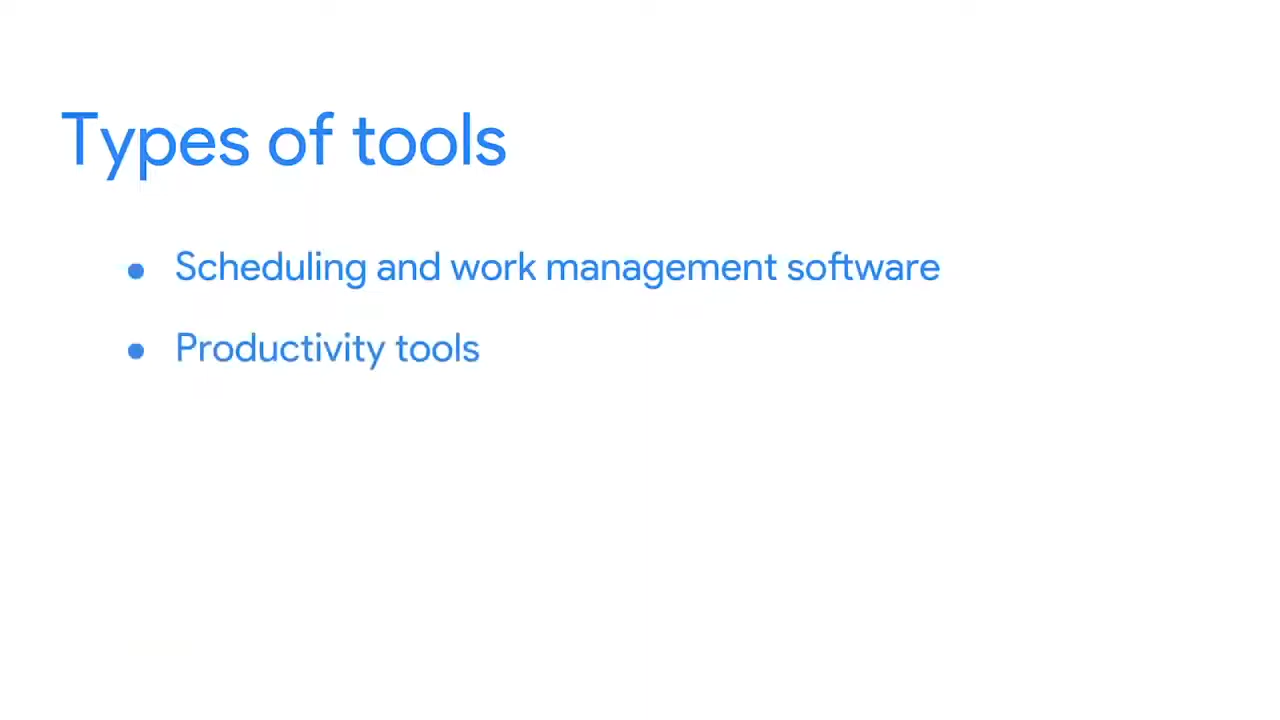 Types of tools
● Scheduling and work management software
● Productivity tools